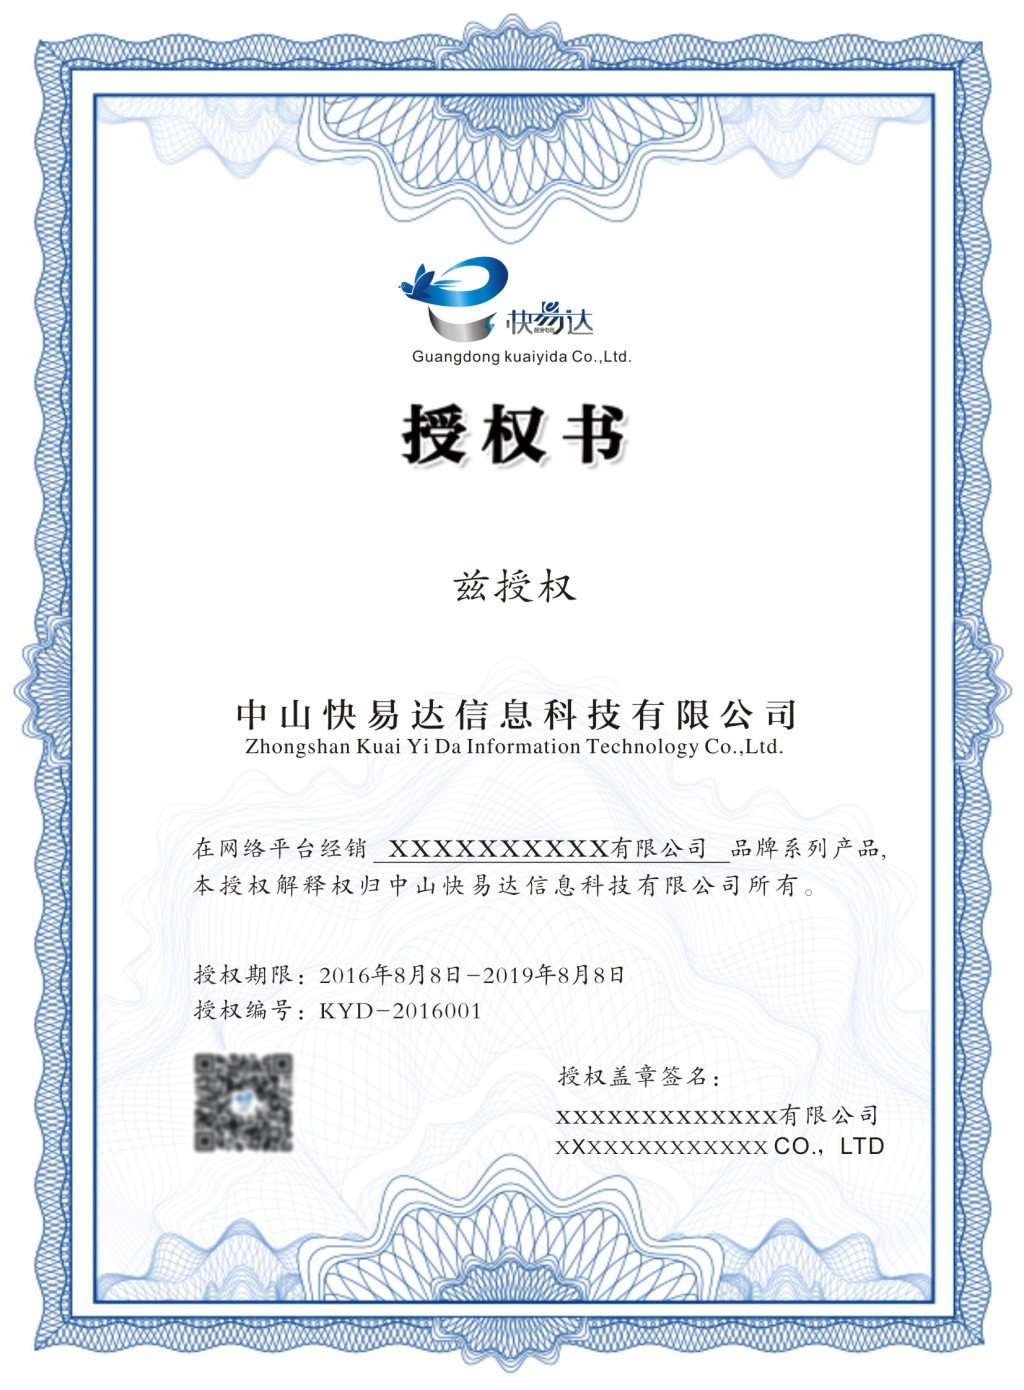 快易达
Guangdong kuaiyida Co.,Ltd.
授权书
兹授权
中山快易达信息科技有限公司
Zhongshan Kuai Yi Da Information Technology Co.,Ltd.
在网络平台经销 XXXXXXXXXX有限公司 品牌系列产品,
本授权解释权归中山快易达信息科技有限公司所有。
授权期限：2016年8月8日-2019年8月8日
授权编号：KYD-2016001
授权盖章签名：
XXXXXXXXXXXXX有限公司
XXXXXXXXXXXXX CO., LTD